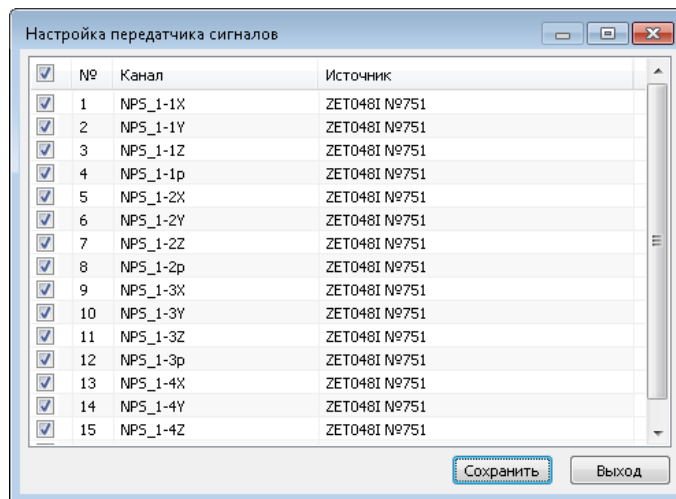 Настройка передатчика сигналов
№ Канал Источник
1 NPS_1-1X ZET048I №751
2 NPS_1-1Y ZET048I №751
3 NPS_1-1Z ZET048I №751
4 NPS_1-1p ZET048I №751
5 NPS_1-2X ZET048I №751
6 NPS_1-2Y ZET048I №751
7 NPS_1-2Z ZET048I №751
8 NPS_1-2p ZET048I №751
9 NPS_1-3X ZET048I №751
10 NPS_1-3Y ZET048I №751
11 NPS_1-3Z ZET048I №751
12 NPS_1-3p ZET048I №751
13 NPS_1-4X ZET048I №751
14 NPS_1-4Y ZET048I №751
15 NPS_1-4Z ZET048I №751
Сохранить Выход